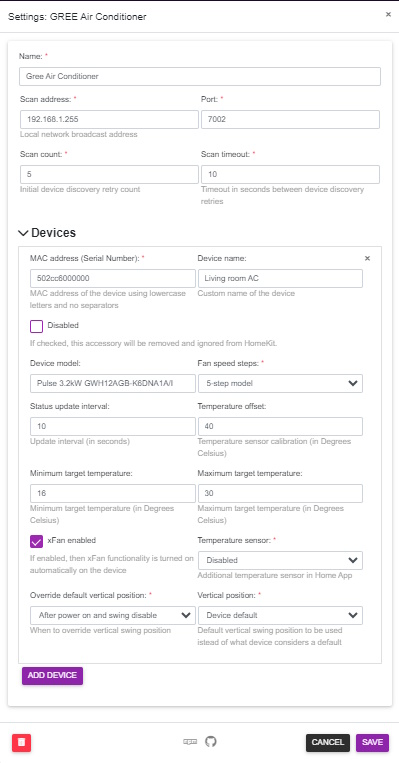 Settings: GREE Air Conditioner ×
Name: *
Gree Air Conditioner
Scan address: * Port: *
192.168.1.255 7002
Local network broadcast address
Scan count: * Scan timeout: *
5 10
Initial device discovery retry count Timeout in seconds between device discovery
retries
Devices
MAC address (Serial Number): * Device name: ×
502cc6000000 Living room AC
MAC address of the device using lowercase Custom name of the device
letters and no separators
Disabled
If checked, this accessory will be removed and ignored from HomeKit.
Device model: Fan speed steps: *
Pulse 3.2kW GWH12AGB-K6DNA1A/I 5-step model
Status update interval: Temperature offset:
10 40
Update interval (in seconds) Temperature sensor calibration (in Degrees
Celsius)
Minimum target temperature: Maximum target temperature:
16 30
Minimum target temperature (in Degrees Maximum target temperature (in Degrees
Celsius) Celsius)
xFan enabled Temperature sensor: *
If enabled, then xFan functionality is turned on Disabled
automatically on the device Additional temperature sensor in Home App
Override default vertical position: * Vertical position: *
After power on and swing disable Device default
When to override vertical swing position Default vertical swing position to be used
istead of what device considers a default
ADD DEVICE
CANCEL SAVE